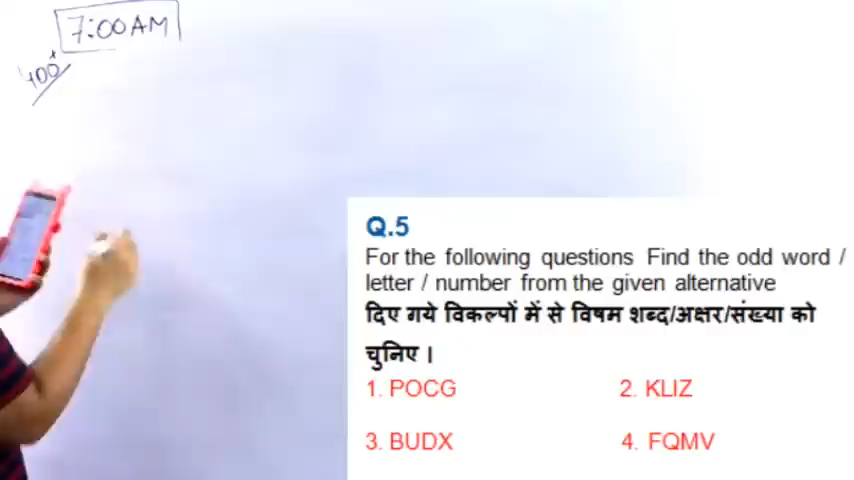 7:00AM
400+
Q.5
For the following questions Find the odd word /
letter / number from the given alternative
दिए गये विकल्पों में से विषम शब्द/अक्षर/संख्या को
चुनिए ।
1. POCG 2. KLIZ
3. BUDX 4. FQMV